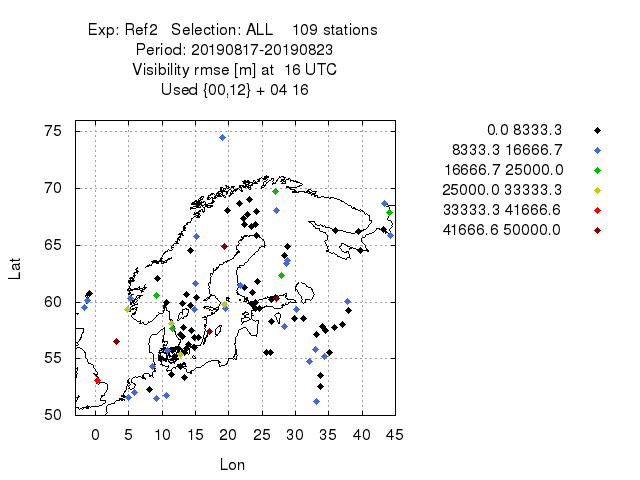 Exp: Ref2 Selection: ALL 109 stations
Period: 20190817-20190823
Visibility rmse [m] at 16 UTC
Used {00,12} + 04 16
0.0 8333.3
8333.3 16666.7
16666.7 25000.0
25000.0 33333.3
33333.3 41666.6
41666.6 50000.0
75
70
65
60
55
50
Lat
0 5 10 15 20 25 30 35 40 45
Lon